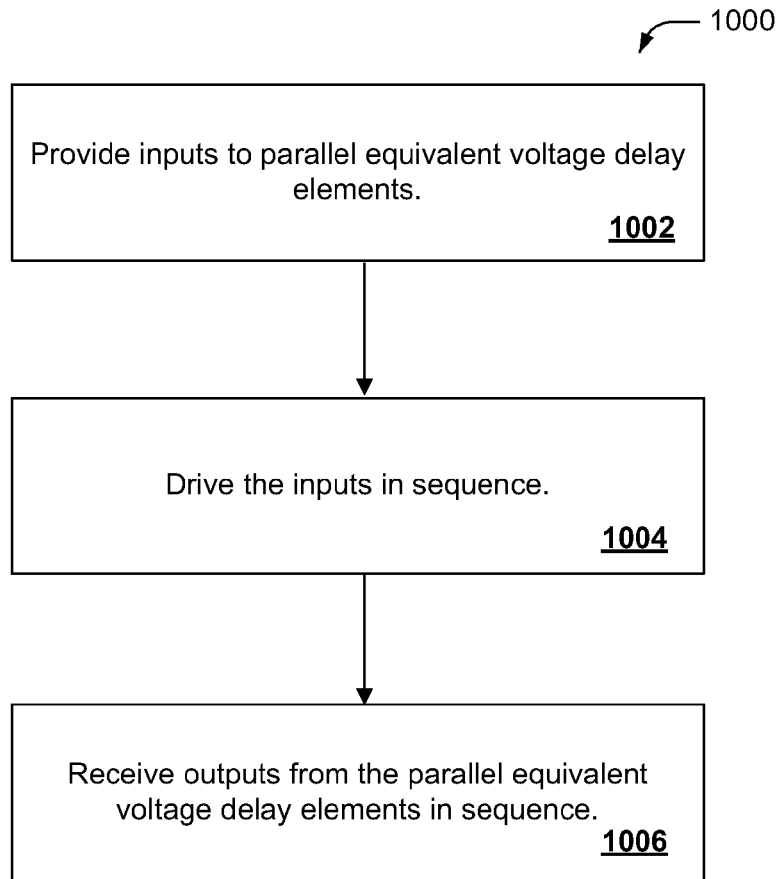 1000
Provide inputs to parallel equivalent voltage delay
elements.
1002
Drive the inputs in sequence.
1004
Receive outputs from the parallel equivalent
voltage delay elements in sequence.
1006